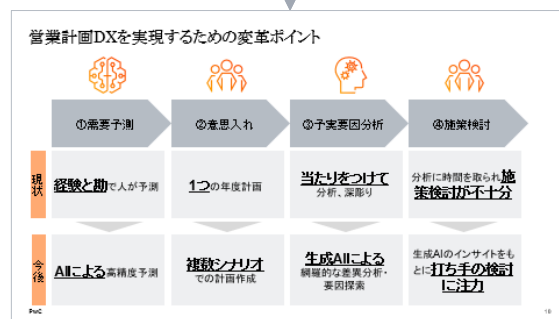 営業計画DXを実現するための変革ポイント
①需要予測
②意思入れ
③予実要因分析
④施策検討
現状
経験と勘で人が予測
1つの年度計画
当たりをつけて
分析、深彫り
分析に時間を取られ施
策検討が不十分
今後
AIによる高精度予測
複数シナリオ
での計画作成
生成AIによる
網羅的な差異分析・
要因探索
生成AIのインサイトをも
とに打ち手の検討
に注力
PwC